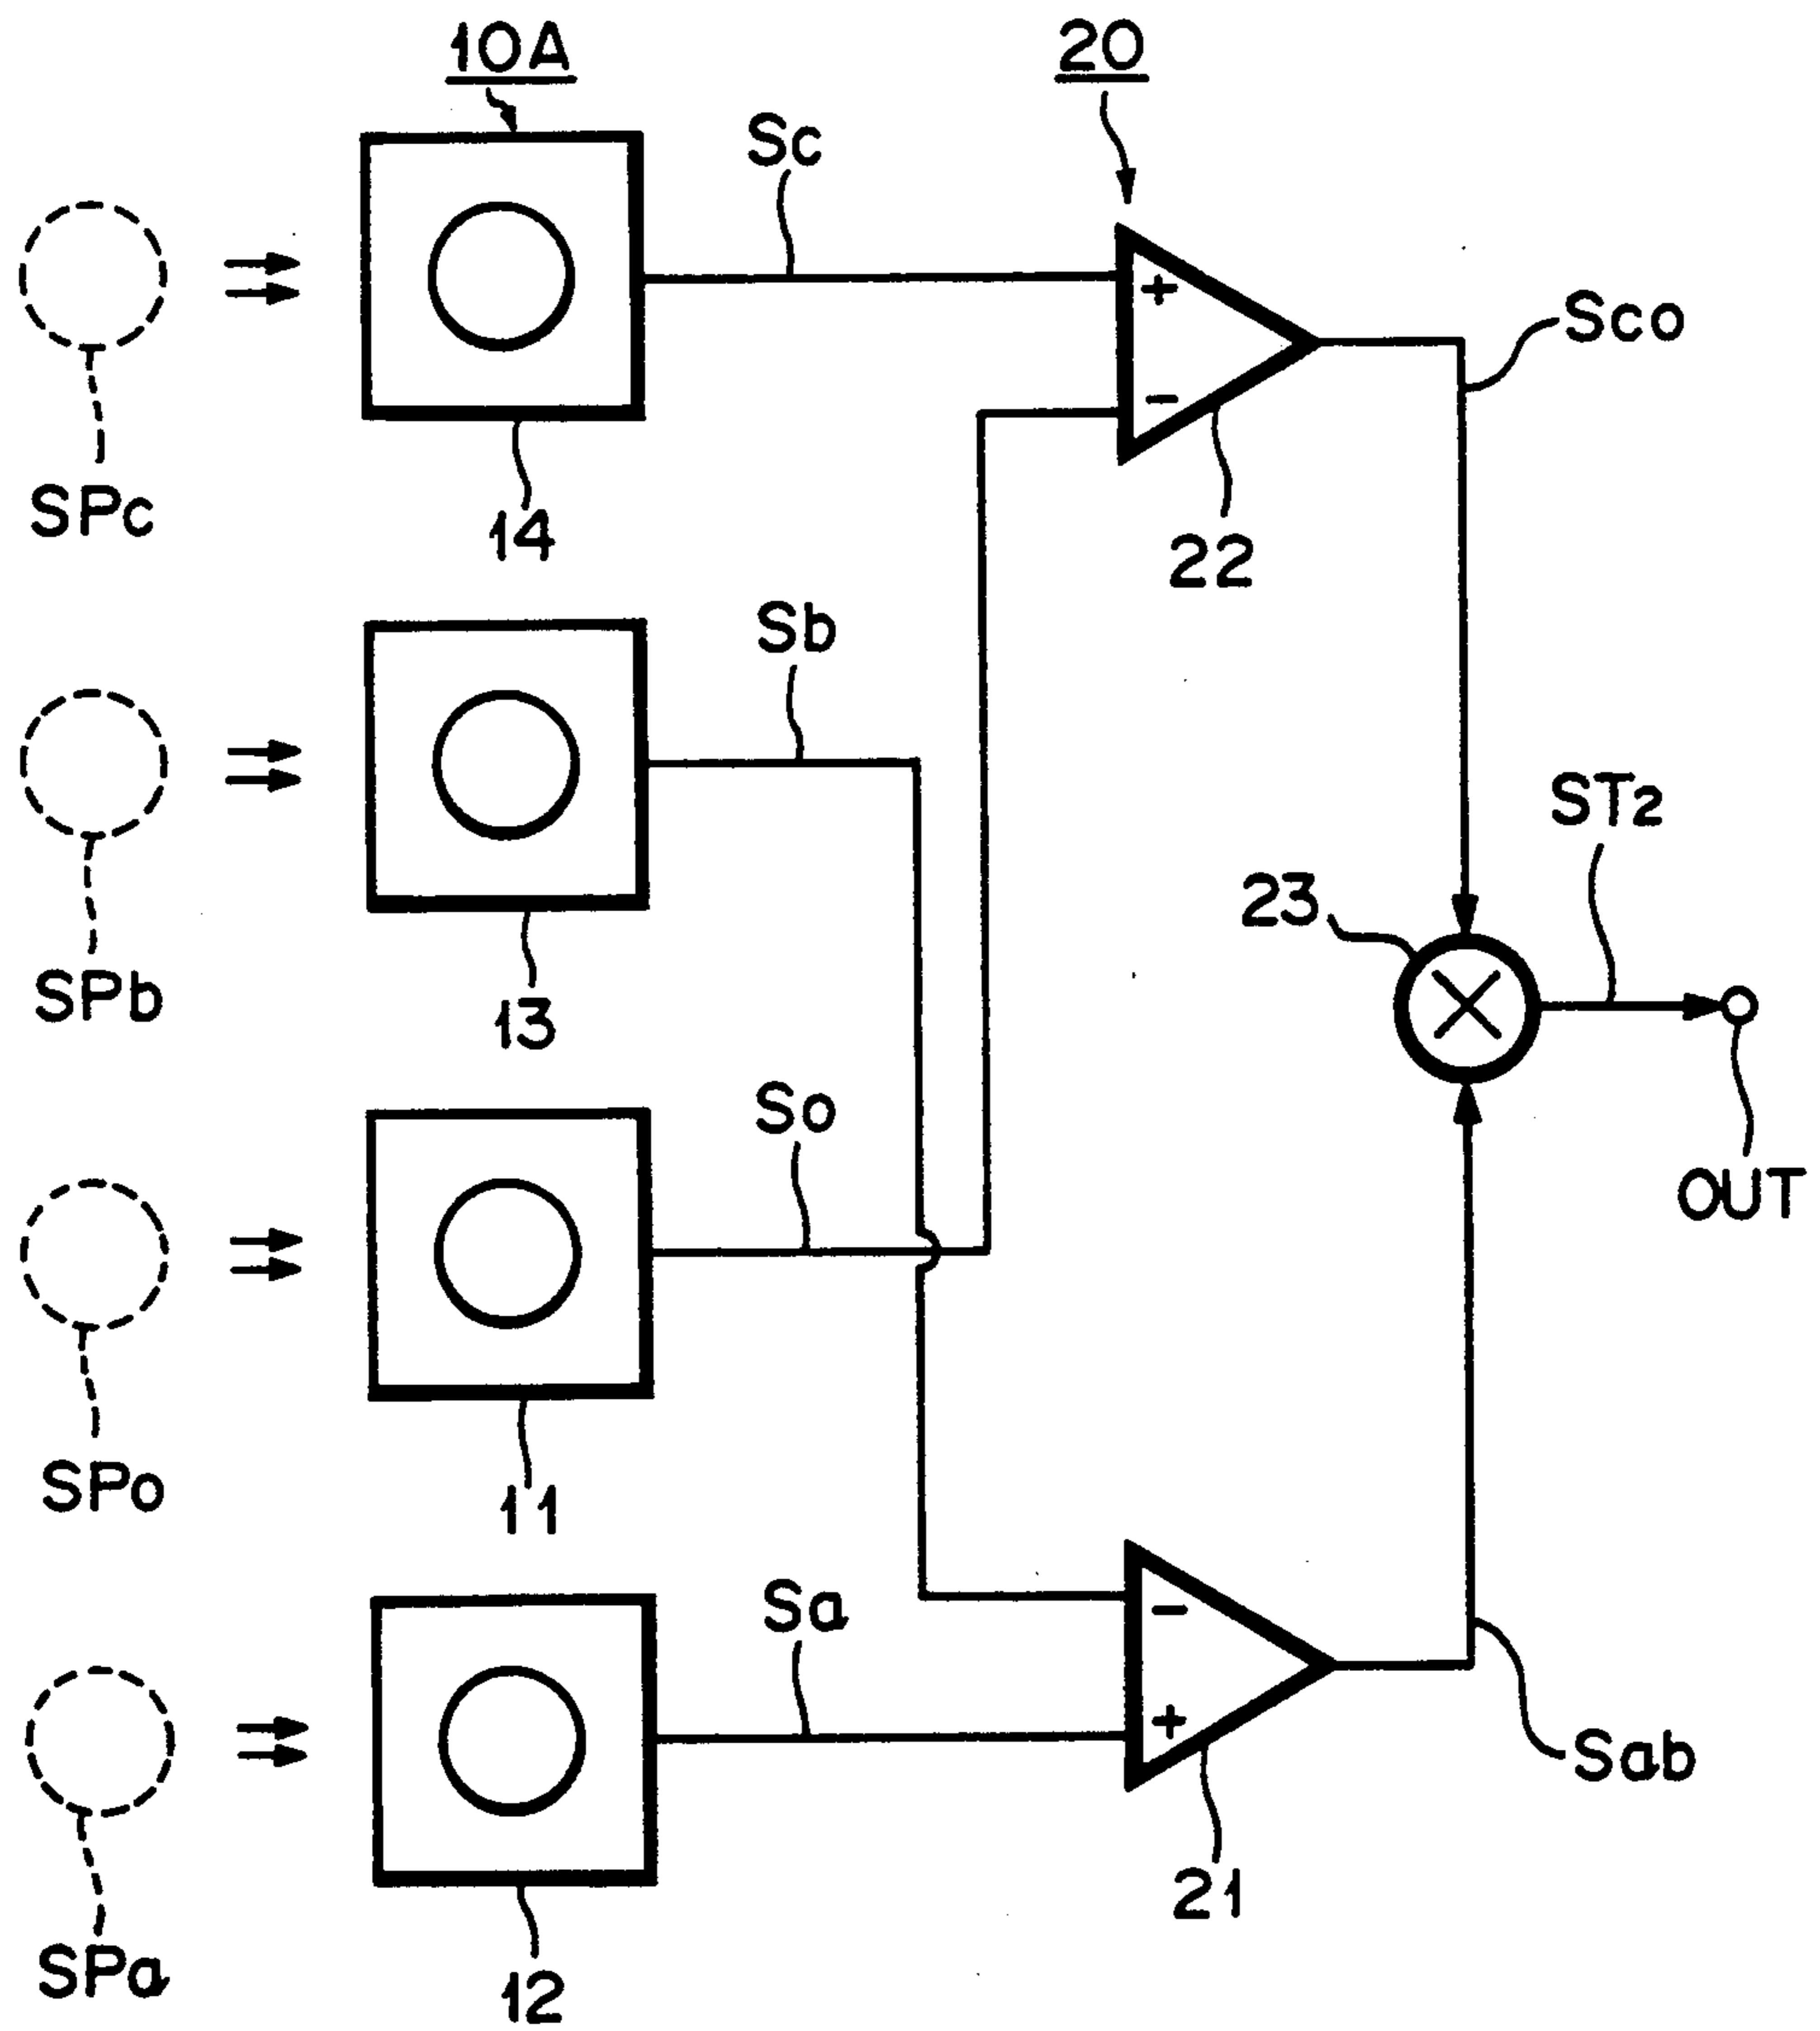 10A
20
Sc
+
-
Sco
SPc
14
22
Sb
ST2
23
SPb
13
So
OUT
SPo
11
Sa
-
+
Sab
21
SPa
12